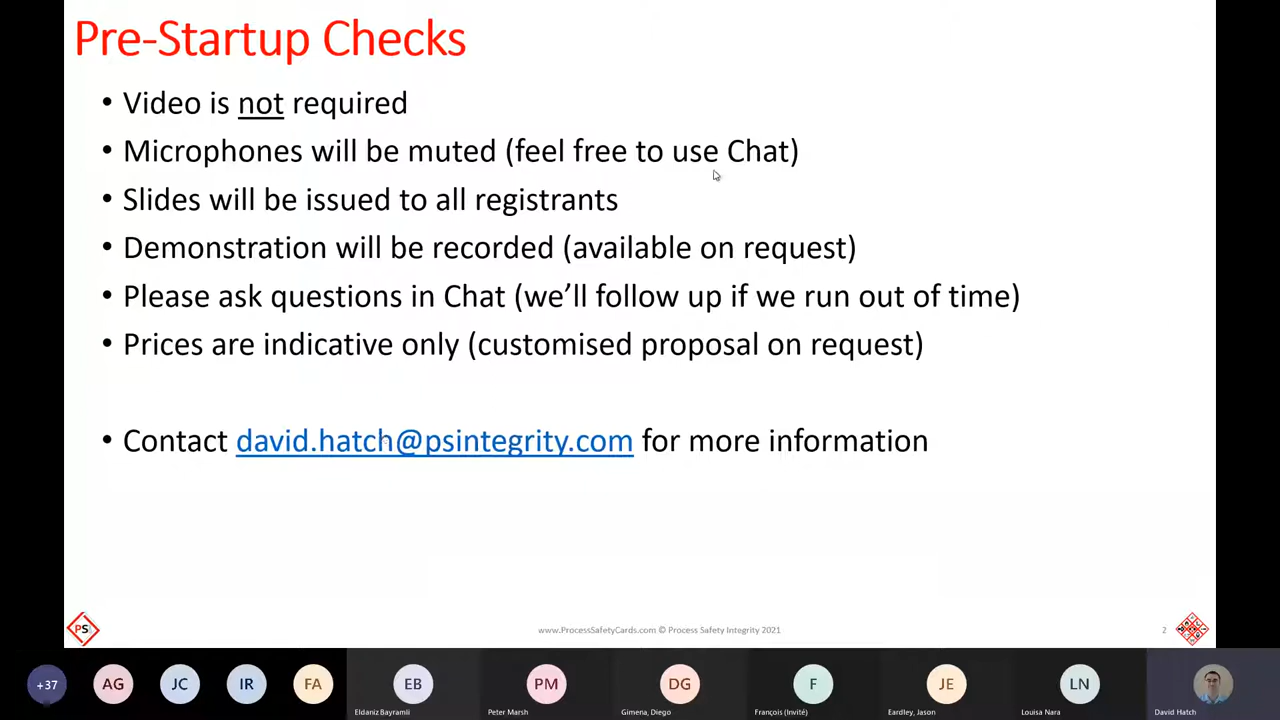 Pre-Startup Checks
• Video is not required
• Microphones will be muted (feel free to use Chat)
• Slides will be issued to all registrants
• Demonstration will be recorded (available on request)
• Please ask questions in Chat (we'll follow up if we run out of time)
• Prices are indicative only (customised proposal on request)
• Contact david.hatch@psintegrity.com for more information
PS
www.ProcessSafetyCards.com © Process Safety Integrity 2021
2
+37
AG
JC
IR
FA
EB
PM
DG
F
JE
LN
Eldaniz Bayramli
Peter Marsh
Gimena, Diego
François (Invité)
Eardley, Jason
Louisa Nara
David Hatch